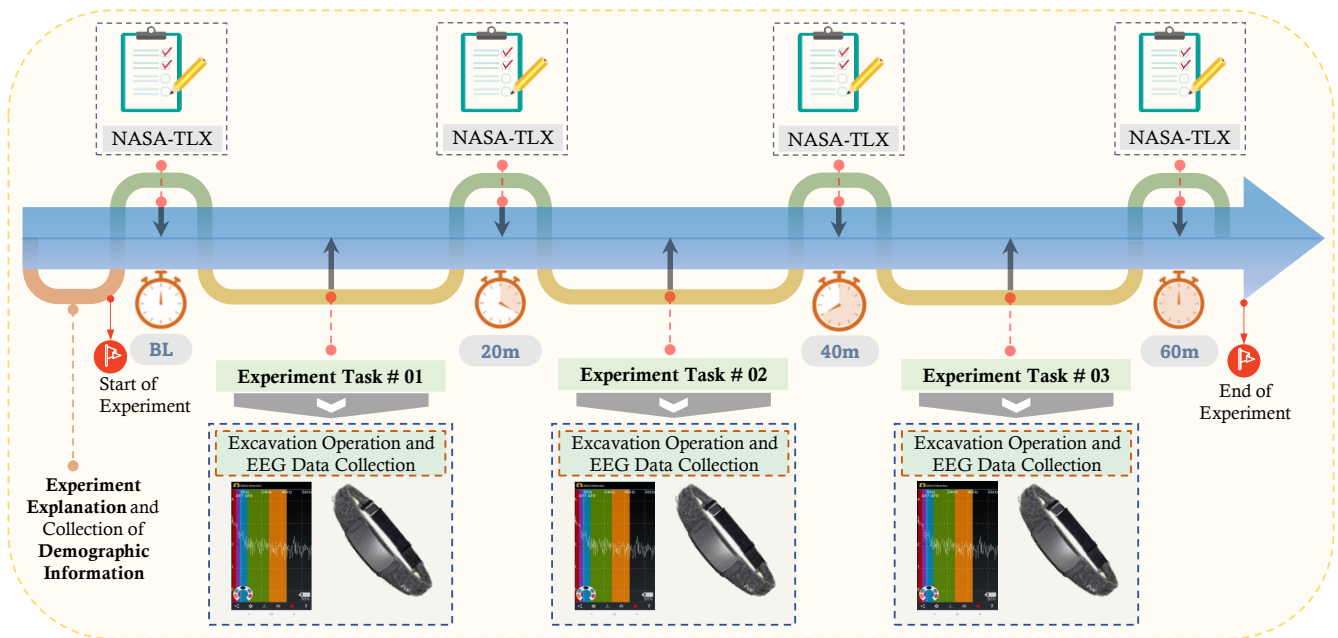 NASA-TLX
NASA-TLX
NASA-TLX
NASA-TLX
BL
20m
40m
60m
Start of
Experiment
End of
Experiment
Experiment
Explanation and
Collection of
Demographic
Information
Experiment Task # 01
Excavation Operation and
EEG Data Collection
Experiment Task # 02
Excavation Operation and
EEG Data Collection
Experiment Task # 03
Excavation Operation and
EEG Data Collection